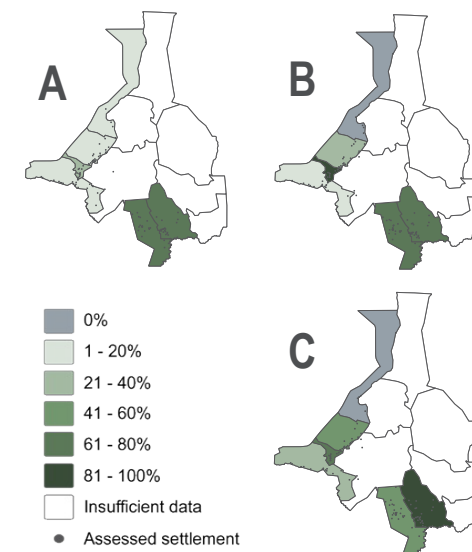 A
B
C
0%
1 - 20%
21 - 40%
41 - 60%
61 - 80%
81 - 100%
Insufficient data
Assessed settlement